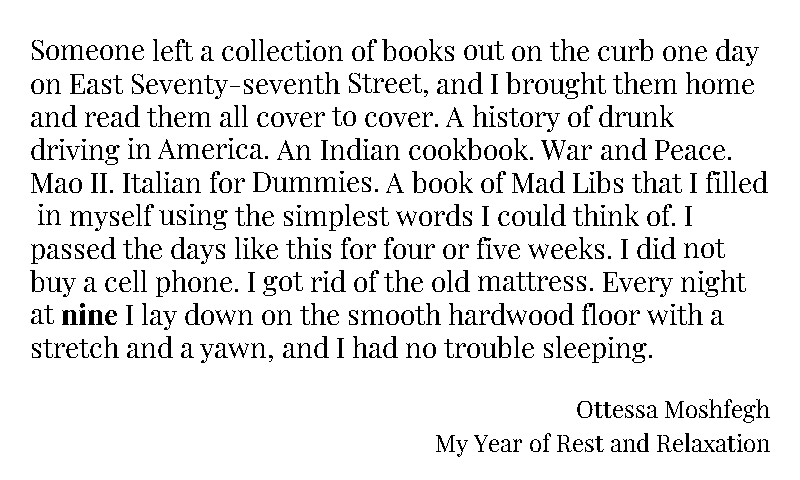 Someone left a collection of books out on the curb one day
on East Seventy-seventh Street, and I brought them home
and read them all cover to cover. A history of drunk
driving in America. An Indian cookbook. War and Peace.
Mao II. Italian for Dummies. A book of Mad Libs that I filled
in myself using the simplest words I could think of. I
passed the days like this for four or five weeks. I did not
buy a cell phone. I got rid of the old mattress. Every night
at nine I lay down on the smooth hardwood floor with a
stretch and a yawn, and I had no trouble sleeping.
Ottessa Moshfegh
My Year of Rest and Relaxation